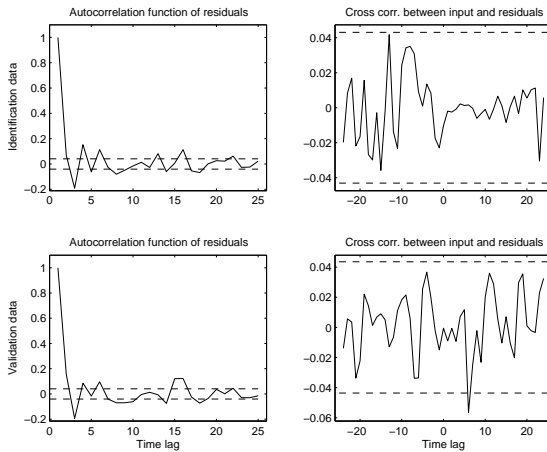 Autocorrelation function of residuals
Cross corr. between input and residuals
Identification data
1
0.8
0.6
0.4
0.2
0
−0.2
0 5 10 15 20 25
0.04
0.02
0
−0.02
−0.04
−20 −10 0 10 20
Autocorrelation function of residuals
Cross corr. between input and residuals
Validation data
1
0.8
0.6
0.4
0.2
0
−0.2
0 5 10 15 20 25
Time lag
0.04
0.02
0
−0.02
−0.04
−0.06
−20 −10 0 10 20
Time lag